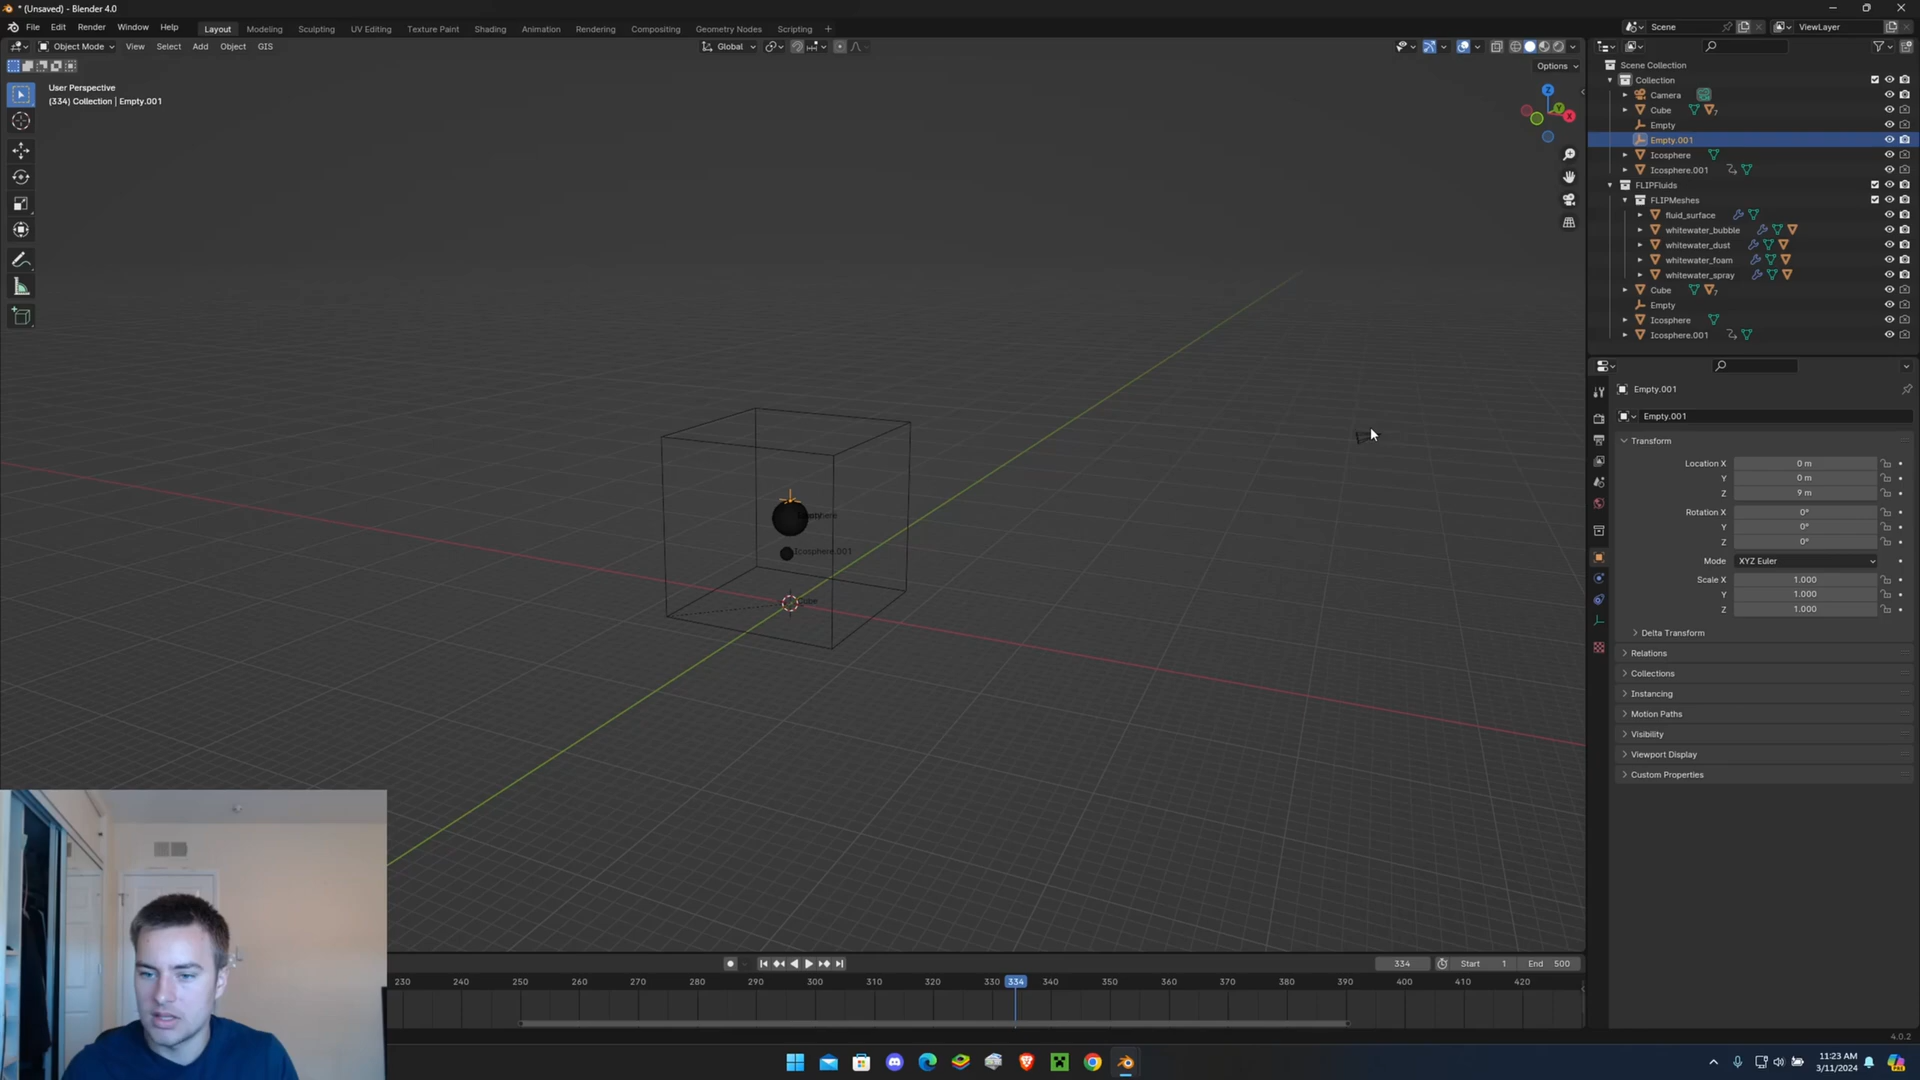 * (Unsaved) - Blender 4.0
File Edit Render Window Help Layout Modeling Sculpting UV Editing Texture Paint Shading Animation Rendering Compositing Geometry Nodes Scripting +
Scene ViewLayer
Object Mode View Select Add Object GIS Global
Options
User Perspective
(334) Collection | Empty.001
Z
Y
X
Icosphere.001
Scene Collection
Collection
Camera
Cube 7
Empty
Empty.001
Icosphere
Icosphere.001
FLIPFluids
FLIPMeshes
fluid_surface
whitewater_bubble
whitewater_dust
whitewater_foam
whitewater_spray
Cube 7
Empty
Icosphere
Icosphere.001
Empty.001
Empty.001
Transform
Location X 0 m
Y 0 m
Z 9 m
Rotation X 0°
Y 0°
Z 0°
Mode XYZ Euler
Scale X 1.000
Y 1.000
Z 1.000
Delta Transform
Relations
Collections
Instancing
Motion Paths
Visibility
Viewport Display
Custom Properties
334 Start 1 End 500
230 240 250 260 270 280 290 300 310 320 330 334 340 350 360 370 380 390 400 410 420
4.0.2
11:23 AM
3/11/2024